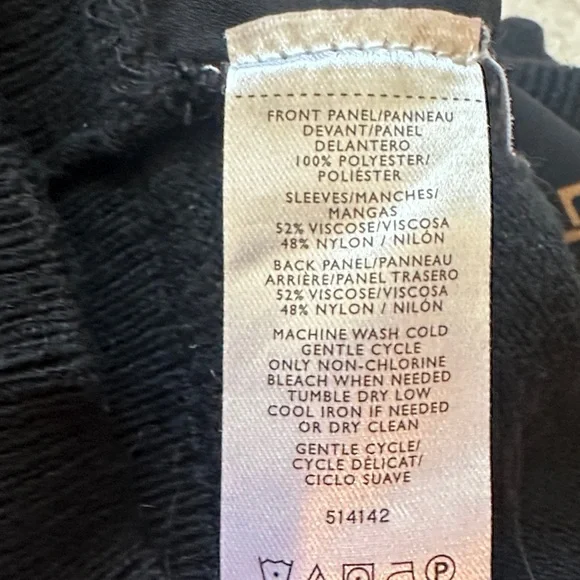 FRONT PANEL/PANNEAU
DEVANT/PANEL
DELANTERO
100% POLYESTER/
POLIÉSTER
SLEEVES/MANCHES/
MANGAS
52% VISCOSE/VISCOSA
48% NYLON / NILÓN
BACK PANEL/PANNEAU
ARRIÈRE/PANEL TRASERO
52% VISCOSE/VISCOSA
48% NYLON / NILÓN
MACHINE WASH COLD
GENTLE CYCLE
ONLY NON-CHLORINE
BLEACH WHEN NEEDED
TUMBLE DRY LOW
COOL IRON IF NEEDED
OR DRY CLEAN
GENTLE CYCLE/
CYCLE DÉLICAT/
CICLO SUAVE
514142
P